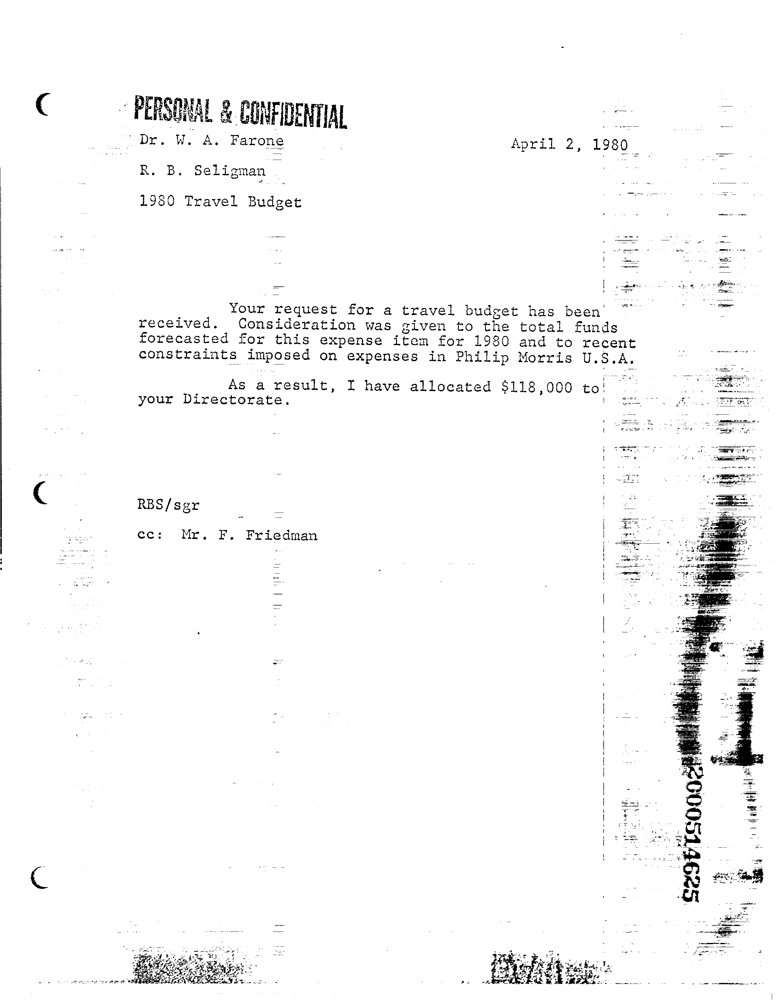 PERSONAL & CONFIDENTIAL
Dr. W. A. Farone April 2, 1980
R. B. Seligman
1980 Travel Budget
Your request for a travel budget has been
received. Consideration was given to the total funds
forecasted for this expense item for 1980 and to recent
constraints imposed on expenses in Philip Morris U.S.A.
As a result, I have allocated $118,000 to
your Directorate.
RBS/sgr
cc: Mr. F. Friedman
2000514625